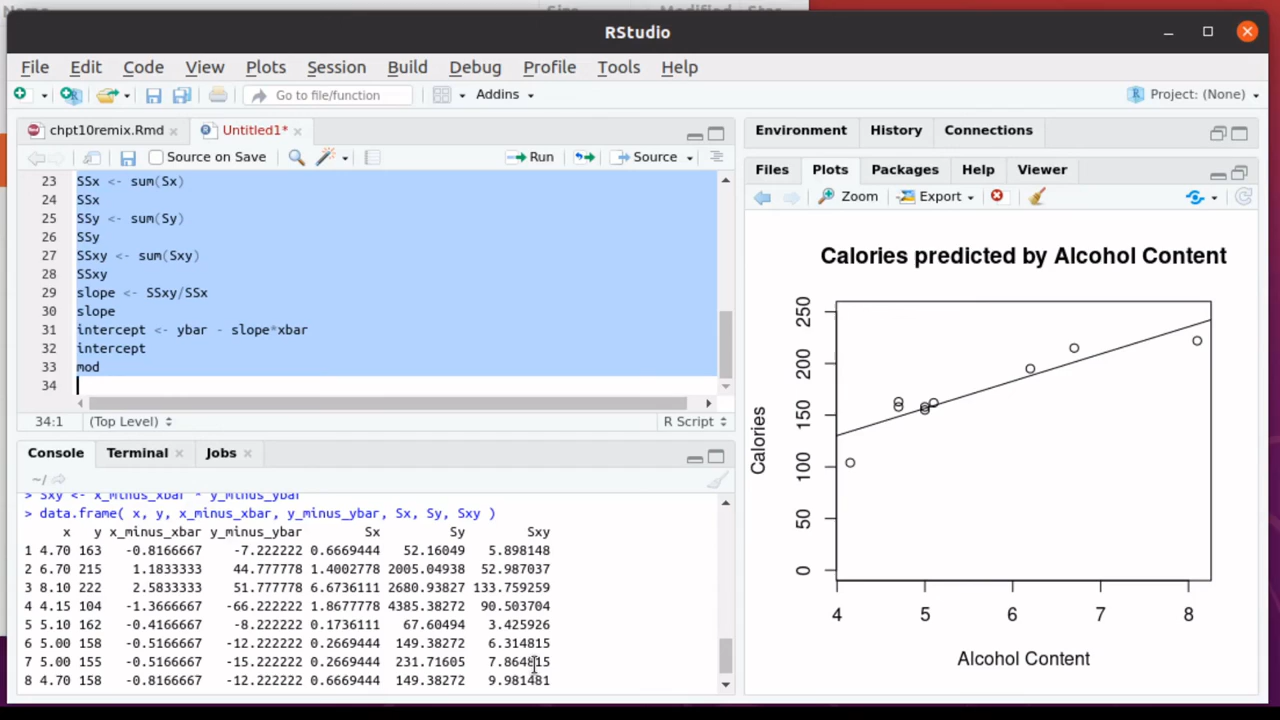 Name Size Modified Star
RStudio
File Edit Code View Plots Session Build Debug Profile Tools Help
Go to file/function Addins Project: (None)
chpt10remix.Rmd Untitled1*
Source on Save Run Source
23 SSx <- sum(Sx)
24 SSx
25 SSy <- sum(Sy)
26 SSy
27 SSxy <- sum(Sxy)
28 SSxy
29 slope <- SSxy/SSx
30 slope
31 intercept <- ybar - slope*xbar
32 intercept
33 mod
34
34:1 (Top Level) R Script
Console Terminal Jobs
~/
> Sxy <- x_minus_xbar * y_minus_ybar
> data.frame( x, y, x_minus_xbar, y_minus_ybar, Sx, Sy, Sxy )
x y x_minus_xbar y_minus_ybar Sx Sy Sxy
1 4.70 163 -0.8166667 -7.222222 0.6669444 52.16049 5.898148
2 6.70 215 1.1833333 44.777778 1.4002778 2005.04938 52.987037
3 8.10 222 2.5833333 51.777778 6.6736111 2680.93827 133.759259
4 4.15 104 -1.3666667 -66.222222 1.8677778 4385.38272 90.503704
5 5.10 162 -0.4166667 -8.222222 0.1736111 67.60494 3.425926
6 5.00 158 -0.5166667 -12.222222 0.2669444 149.38272 6.314815
7 5.00 155 -0.5166667 -15.222222 0.2669444 231.71605 7.864815
8 4.70 158 -0.8166667 -12.222222 0.6669444 149.38272 9.981481
Environment History Connections
Files Plots Packages Help Viewer
Zoom Export
Calories predicted by Alcohol Content
250
200
150
100
50
0
Calories
4 5 6 7 8
Alcohol Content